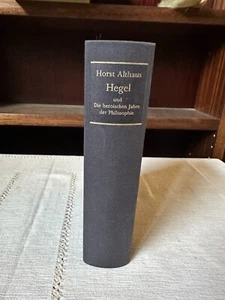 Horst Althaus
Hegel
und
Die heroischen Jahre
der Philosophie